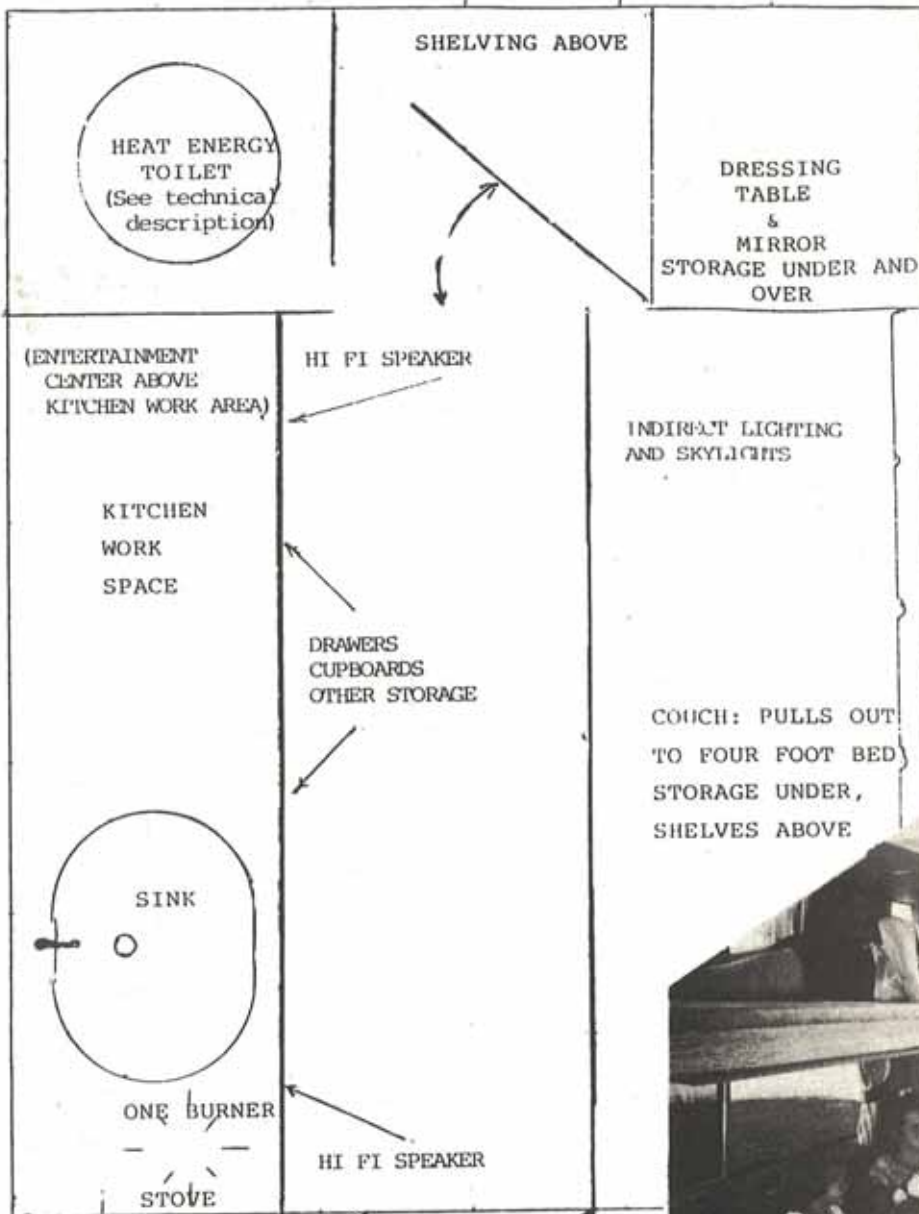 SHELVING ABOVE
HEAT ENERGY
TOILET
(See technical
description)
DRESSING
TABLE
&
MIRROR
STORAGE UNDER AND
OVER
(ENTERTAINMENT
CENTER ABOVE
KITCHEN WORK AREA)
HI FI SPEAKER
INDIRECT LIGHTING
AND SKYLIGHTS
KITCHEN
WORK
SPACE
DRAWERS
CUPBOARDS
OTHER STORAGE
COUCH: PULLS OUT
TO FOUR FOOT BED
STORAGE UNDER,
SHELVES ABOVE
SINK
ONE BURNER
STOVE
HI FI SPEAKER